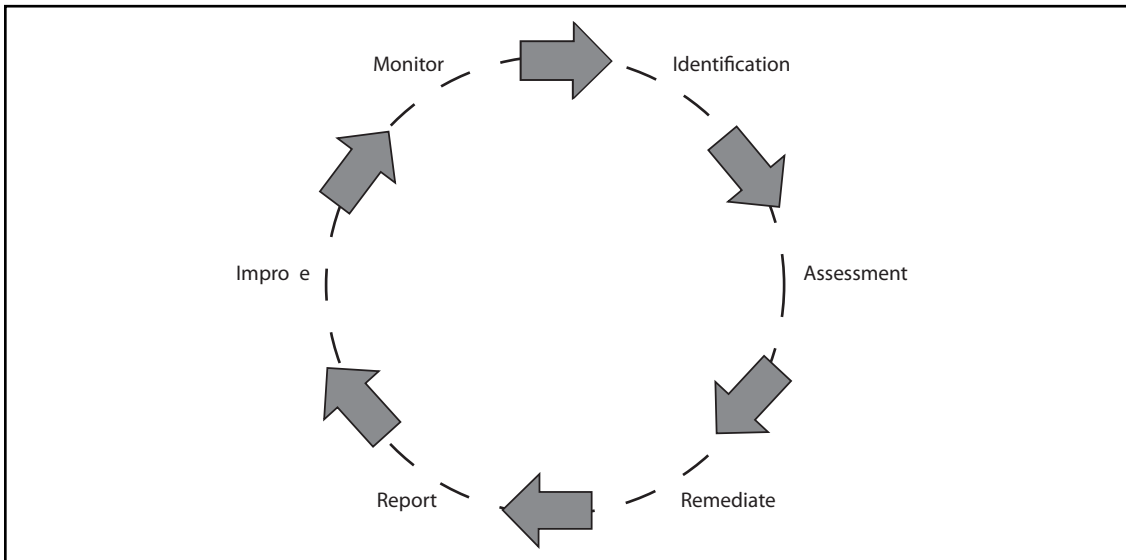 Monitor
Identification
Impro e
Assessment
Report
Remediate